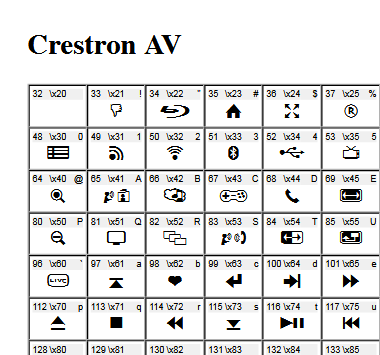 Crestron AV
32 \x20 33 \x21 ! 34 \x22 " 35 \x23 # 36 \x24 $ 37 \x25 %
48 \x30 0 49 \x31 1 50 \x32 2 51 \x33 3 52 \x34 4 53 \x35 5
64 \x40 @ 65 \x41 A 66 \x42 B 67 \x43 C 68 \x44 D 69 \x45 E
80 \x50 P 81 \x51 Q 82 \x52 R 83 \x53 S 84 \x54 T 85 \x55 U
96 \x60 ` 97 \x61 a 98 \x62 b 99 \x63 c 100 \x64 d 101 \x65 e
LIVE
112 \x70 p 113 \x71 q 114 \x72 r 115 \x73 s 116 \x74 t 117 \x75 u
128 \x80 129 \x81 130 \x82 131 \x83 132 \x84 133 \x85